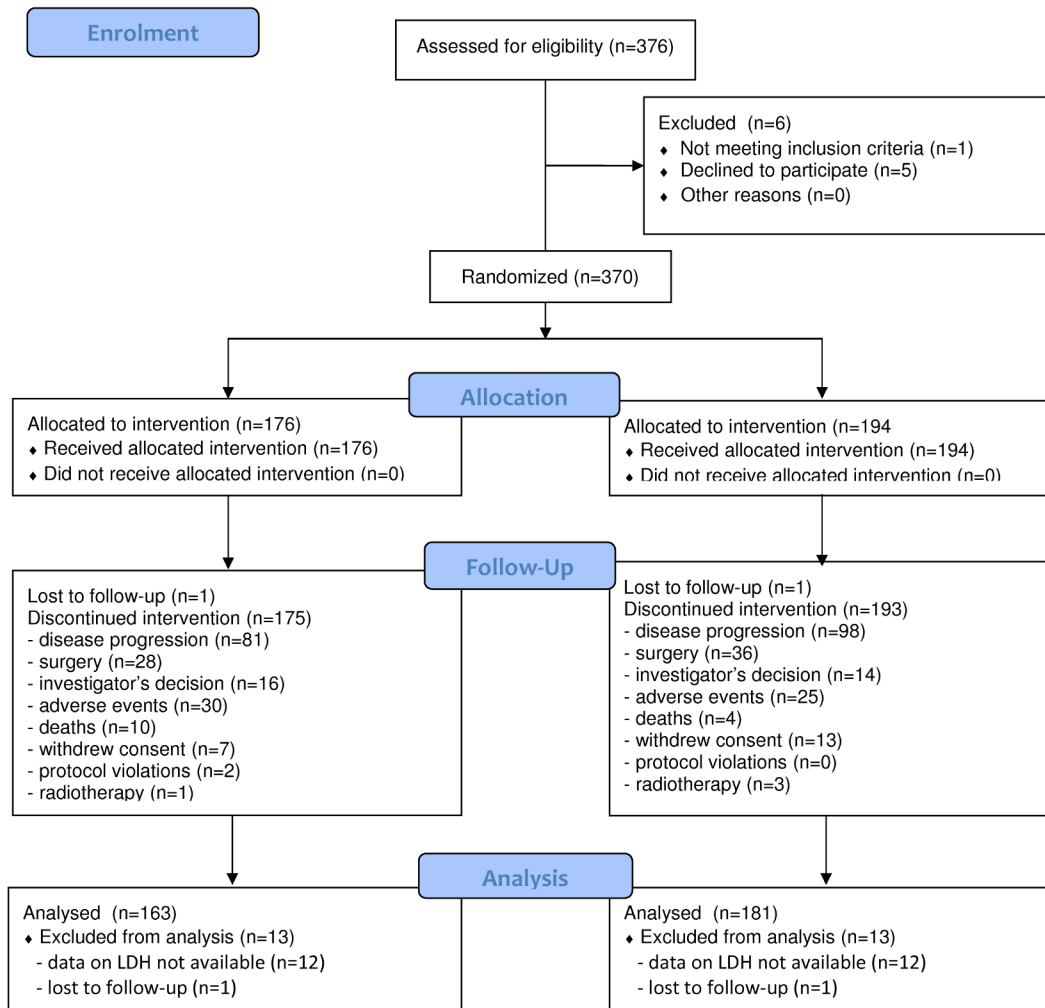 Enrolment
Assessed for eligibility (n=376)
Excluded (n=6)
♦ Not meeting inclusion criteria (n=1)
♦ Declined to participate (n=5)
♦ Other reasons (n=0)
Randomized (n=370)
Allocation
Allocated to intervention (n=176)
♦ Received allocated intervention (n=176)
♦ Did not receive allocated intervention (n=0)
Allocated to intervention (n=194
♦ Received allocated intervention (n=194)
♦ Did not receive allocated intervention (n=0)
Follow-Up
Lost to follow-up (n=1)
Discontinued intervention (n=175)
- disease progression (n=81)
- surgery (n=28)
- investigator's decision (n=16)
- adverse events (n=30)
- deaths (n=10)
- withdrew consent (n=7)
- protocol violations (n=2)
- radiotherapy (n=1)
Lost to follow-up (n=1)
Discontinued intervention (n=193)
- disease progression (n=98)
- surgery (n=36)
- investigator's decision (n=14)
- adverse events (n=25)
- deaths (n=4)
- withdrew consent (n=13)
- protocol violations (n=0)
- radiotherapy (n=3)
Analysis
Analysed (n=163)
♦ Excluded from analysis (n=13)
- data on LDH not available (n=12)
- lost to follow-up (n=1)
Analysed (n=181)
♦ Excluded from analysis (n=13)
- data on LDH not available (n=12)
- lost to follow-up (n=1)